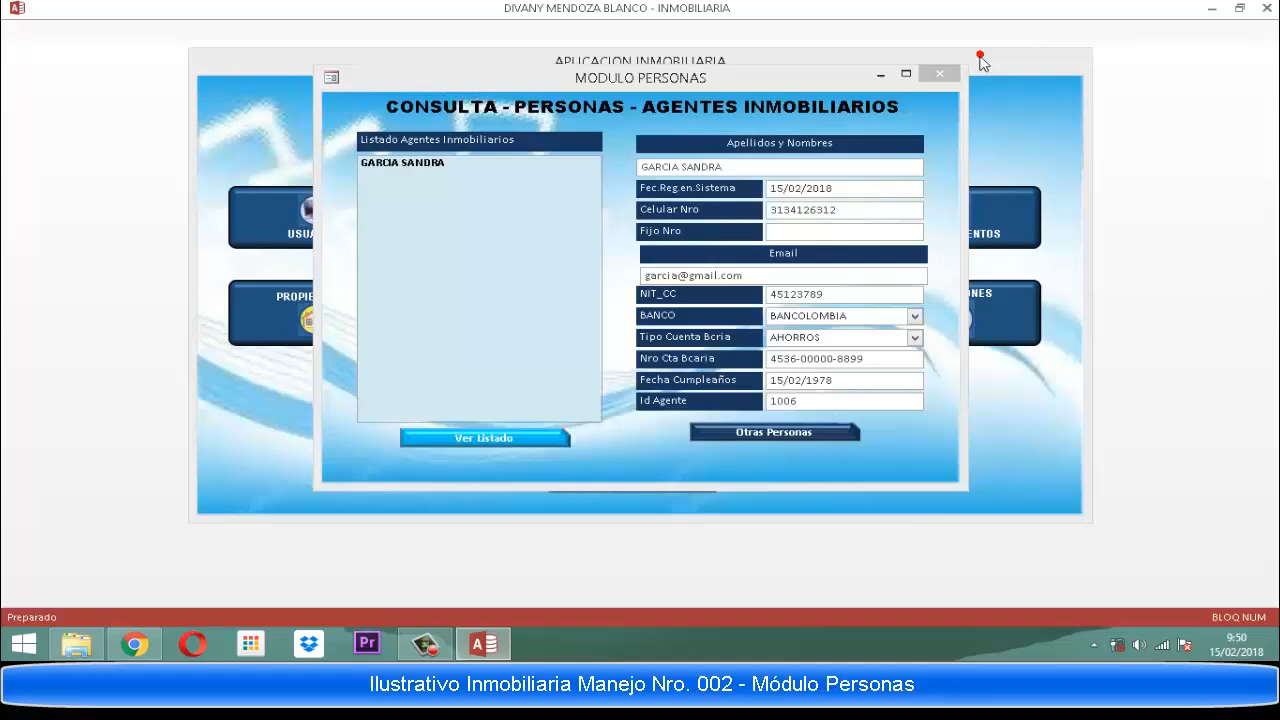 DIVANY MENDOZA BLANCO - INMOBILIARIA
APLICACION INMOBILIARIA
MODULO PERSONAS
CONSULTA - PERSONAS - AGENTES INMOBILIARIOS
Listado Agentes Inmobiliarios
GARCIA SANDRA
Ver Listado
Apellidos y Nombres
GARCIA SANDRA
Fec.Reg.en.Sistema 15/02/2018
Celular Nro 3134126312
Fijo Nro
Email
garcia@gmail.com
NIT_CC 45123789
BANCO BANCOLOMBIA
Tipo Cuenta Bcria AHORROS
Nro Cta Bcaria 4536-00000-8899
Fecha Cumpleaños 15/02/1978
Id Agente 1006
Otras Personas
USUA
PROPIE
ENTOS
NES
Preparado
BLOQ NUM
Pr
9:50
15/02/2018
Ilustrativo Inmobiliaria Manejo Nro. 002 - Módulo Personas